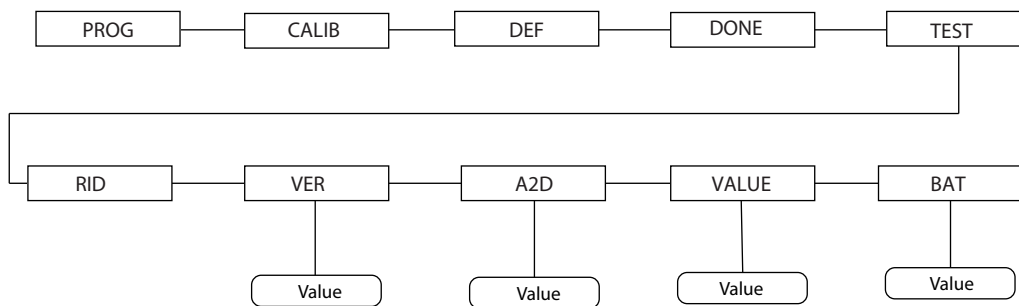 PROG CALIB DEF DONE TEST
RID VER A2D VALUE BAT
Value Value Value Value